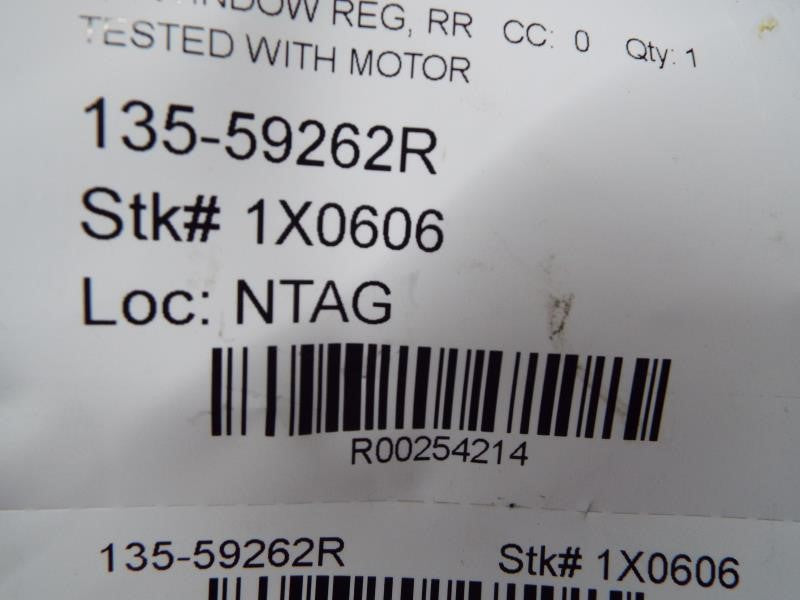 WINDOW REG, RR CC: 0 Qty: 1
TESTED WITH MOTOR
135-59262R
Stk# 1X0606
Loc: NTAG
R00254214
135-59262R Stk# 1X0606